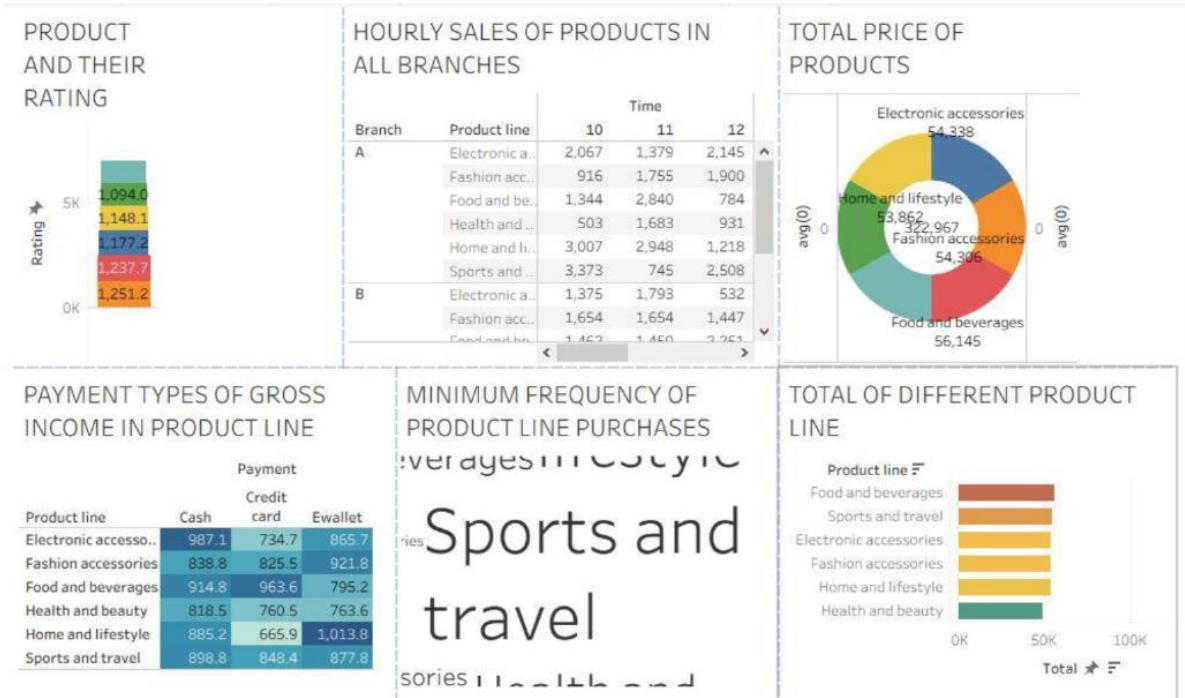 PRODUCT
AND THEIR
RATING
Rating
5K
0K
1,094.0
1,148.1
1,177.2
1,237.7
1,251.2
HOURLY SALES OF PRODUCTS IN
ALL BRANCHES
Time
Branch Product line 10 11 12
A Electronic a.. 2,067 1,379 2,145
Fashion acc.. 916 1,755 1,900
Food and be.. 1,344 2,840 784
Health and .. 503 1,683 931
Home and li.. 3,007 2,948 1,218
Sports and .. 3,373 745 2,508
B Electronic a.. 1,375 1,793 532
Fashion acc.. 1,654 1,654 1,447
TOTAL PRICE OF
PRODUCTS
Electronic accessories
54,338
Home and lifestyle
53,862
322,967
Fashion accessories
54,306
Food and beverages
56,145
avg(0)
0
0
avg(0)
PAYMENT TYPES OF GROSS
INCOME IN PRODUCT LINE
Payment
Credit
Product line Cash card Ewallet
Electronic accesso.. 987.1 734.7 865.7
Fashion accessories 838.8 825.5 921.8
Food and beverages 914.8 963.6 795.2
Health and beauty 818.5 760.5 763.6
Home and lifestyle 885.2 665.9 1,013.8
Sports and travel 898.8 848.4 877.8
MINIMUM FREQUENCY OF
PRODUCT LINE PURCHASES
Sports and
travel
TOTAL OF DIFFERENT PRODUCT
LINE
Product line
Food and beverages
Sports and travel
Electronic accessories
Fashion accessories
Home and lifestyle
Health and beauty
0K 50K 100K
Total